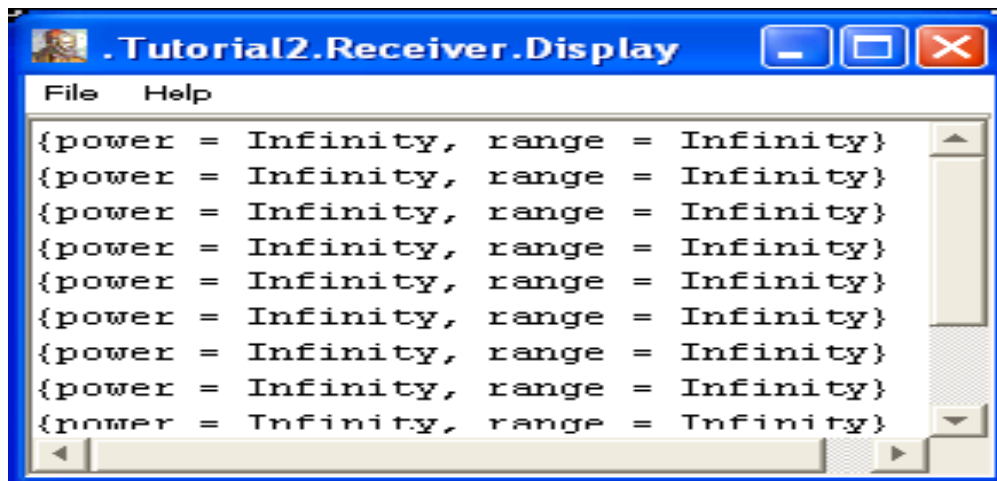 .Tutorial2.Receiver.Display
File Help
{power = Infinity, range = Infinity}
{power = Infinity, range = Infinity}
{power = Infinity, range = Infinity}
{power = Infinity, range = Infinity}
{power = Infinity, range = Infinity}
{power = Infinity, range = Infinity}
{power = Infinity, range = Infinity}
{power = Infinity, range = Infinity}
{power = Infinity, range = Infinity}